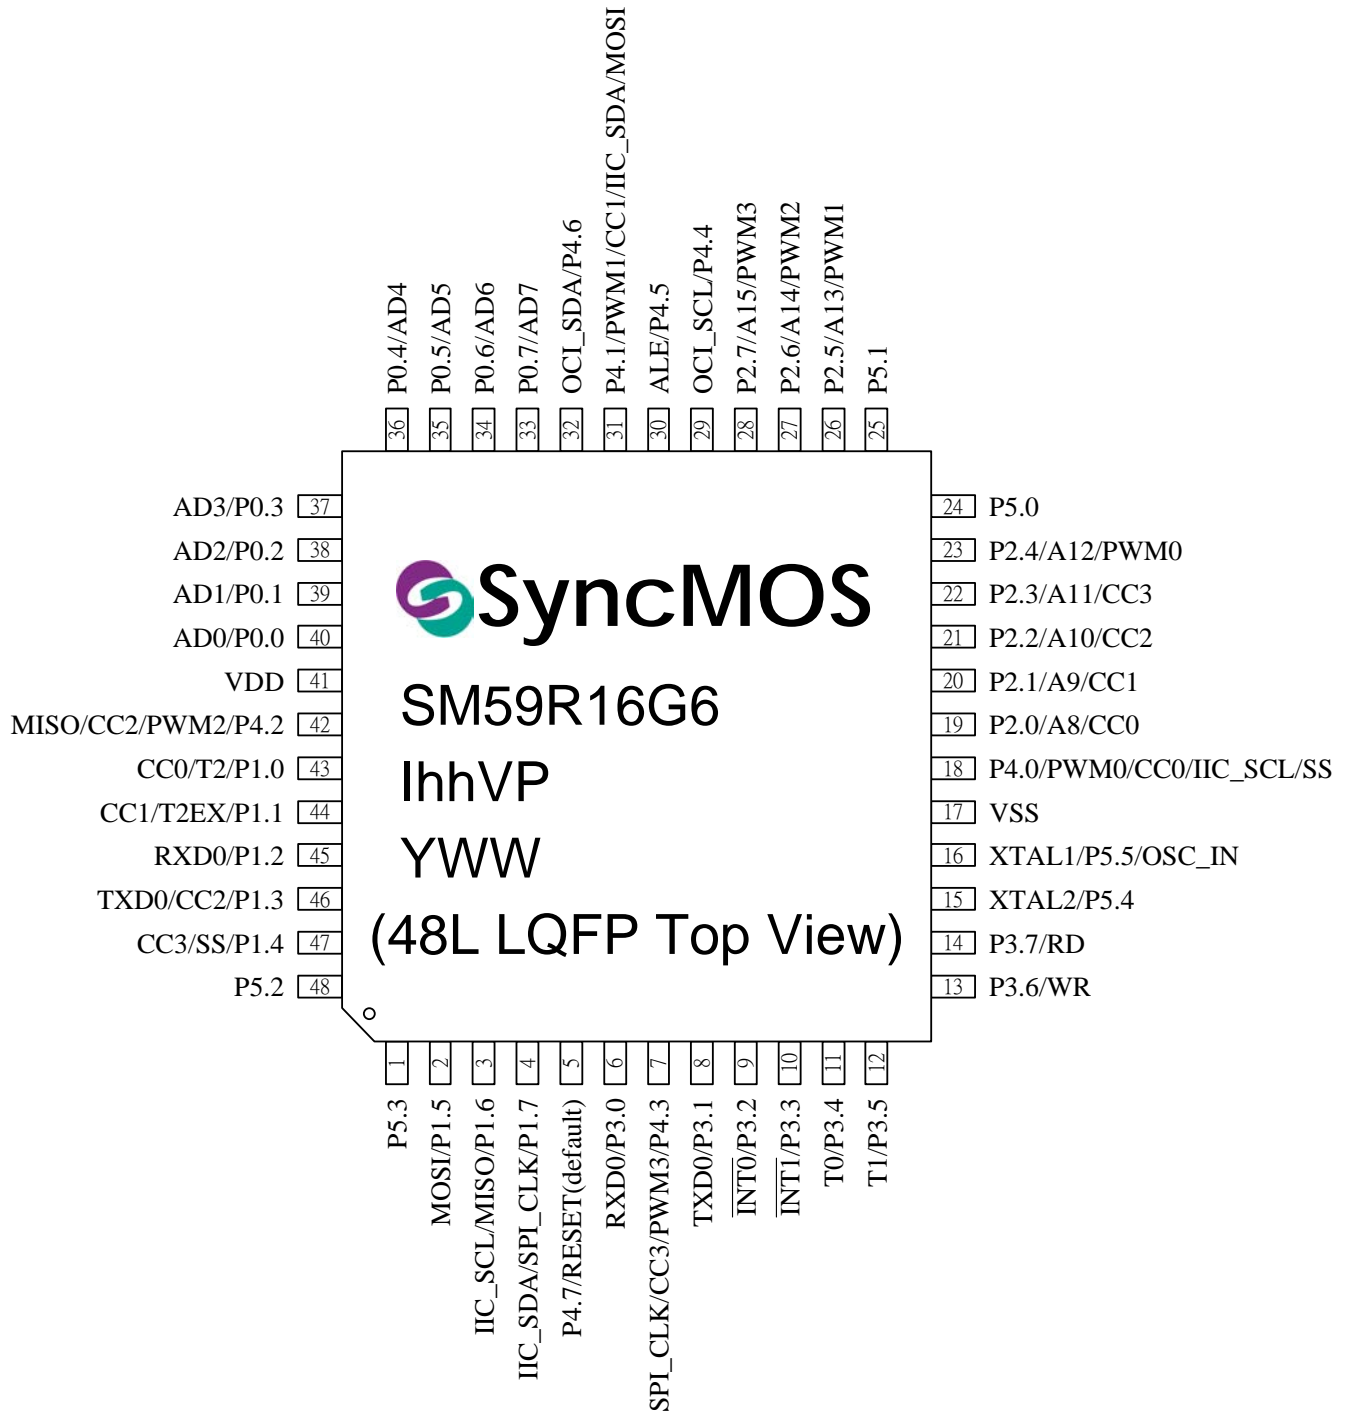 P0.4/AD4
P0.5/AD5
P0.6/AD6
P0.7/AD7
OCI_SDA/P4.6
P4.1/PWM1/CC1/IIC_SDA/MOSI
ALE/P4.5
OCI_SCL/P4.4
P2.7/A15/PWM3
P2.6/A14/PWM2
P2.5/A13/PWM1
P5.1
36
35
34
33
32
31
30
29
28
27
26
25
AD3/P0.3 37
AD2/P0.2 38
AD1/P0.1 39
AD0/P0.0 40
VDD 41
MISO/CC2/PWM2/P4.2 42
CC0/T2/P1.0 43
CC1/T2EX/P1.1 44
RXD0/P1.2 45
TXD0/CC2/P1.3 46
CC3/SS/P1.4 47
P5.2 48
SyncMOS
SM59R16G6
IhhVP
YWW
(48L LQFP Top View)
24 P5.0
23 P2.4/A12/PWM0
22 P2.3/A11/CC3
21 P2.2/A10/CC2
20 P2.1/A9/CC1
19 P2.0/A8/CC0
18 P4.0/PWM0/CC0/IIC_SCL/SS
17 VSS
16 XTAL1/P5.5/OSC_IN
15 XTAL2/P5.4
14 P3.7/RD
13 P3.6/WR
1
2
3
4
5
6
7
8
9
10
11
12
P5.3
MOSI/P1.5
IIC_SCL/MISO/P1.6
IIC_SDA/SPI_CLK/P1.7
P4.7/RESET(default)
RXD0/P3.0
SPI_CLK/CC3/PWM3/P4.3
TXD0/P3.1
INT0/P3.2
INT1/P3.3
T0/P3.4
T1/P3.5